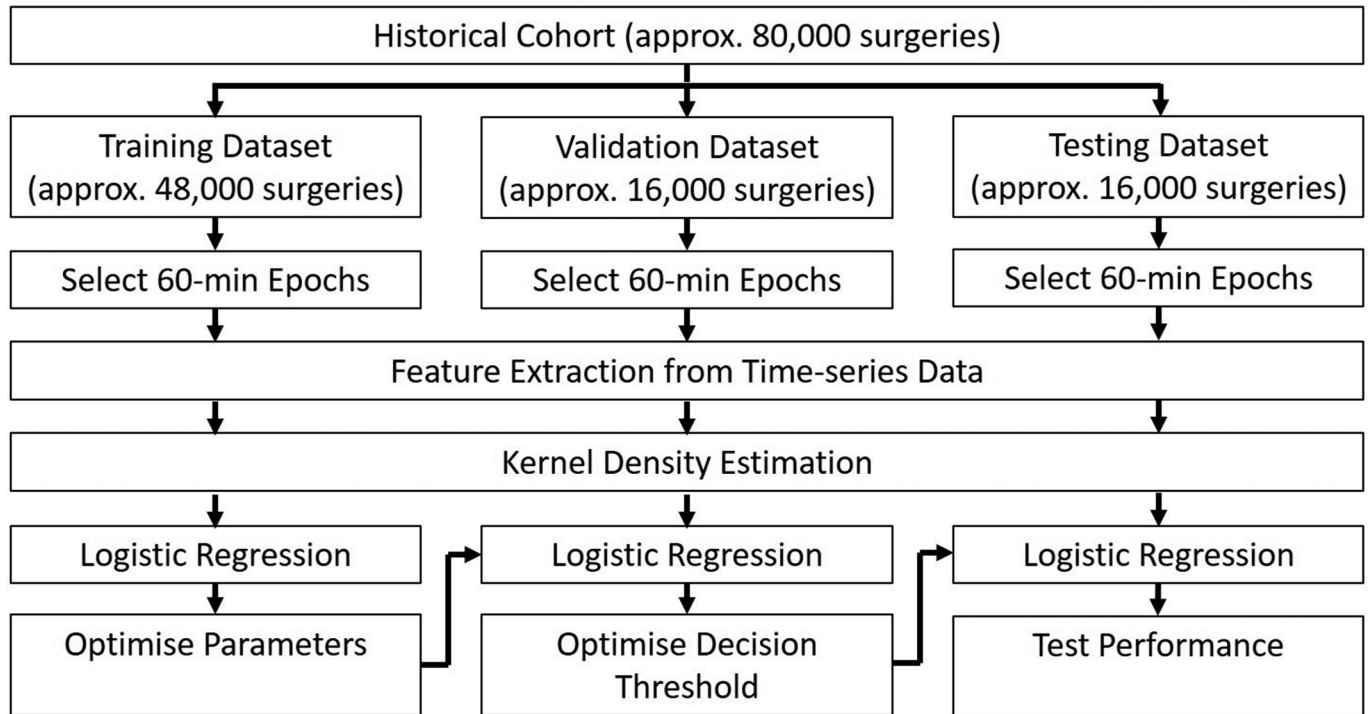 Historical Cohort (approx. 80,000 surgeries)
Training Dataset
(approx. 48,000 surgeries)
Validation Dataset
(approx. 16,000 surgeries)
Testing Dataset
(approx. 16,000 surgeries)
Select 60-min Epochs
Select 60-min Epochs
Select 60-min Epochs
Feature Extraction from Time-series Data
Kernel Density Estimation
Logistic Regression
Logistic Regression
Logistic Regression
Optimise Parameters
Optimise Decision
Threshold
Test Performance